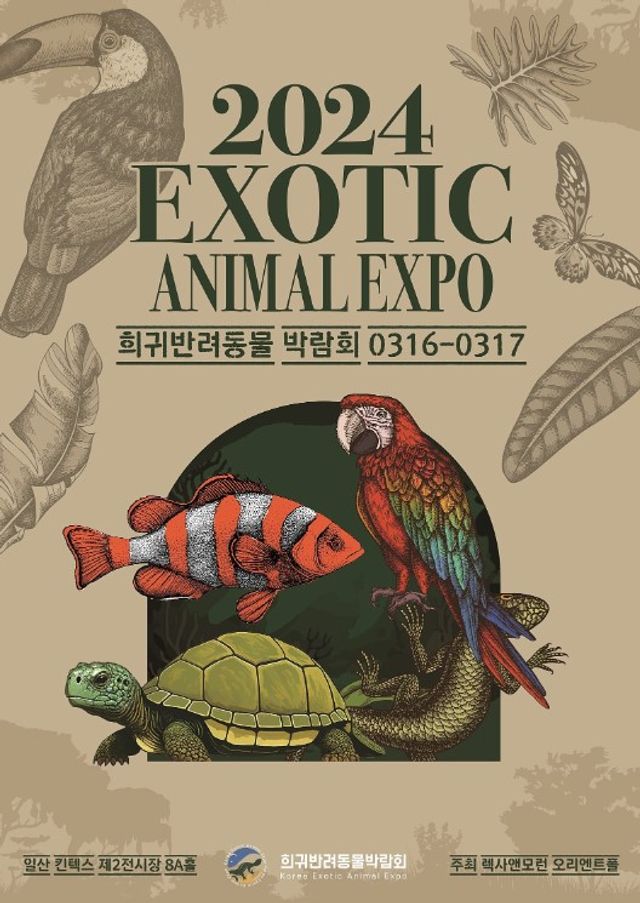 2024
EXOTIC
ANIMAL EXPO
희귀반려동물 박람회 0316-0317
일산 킨텍스 제2전시장 8A홀
희귀반려동물박람회
Korea Exotic Animal Expo
주최 렉사앤모런 오리엔트폴